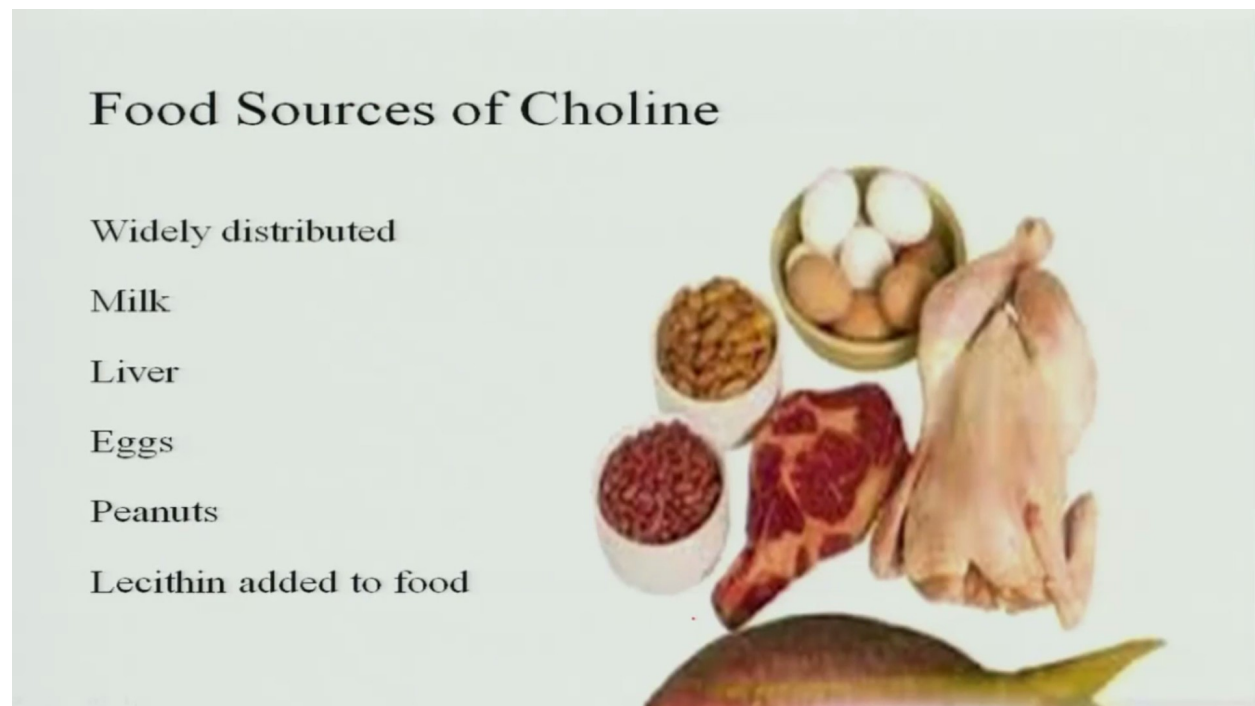 Food Sources of Choline
Widely distributed
Milk
Liver
Eggs
Peanuts
Lecithin added to food